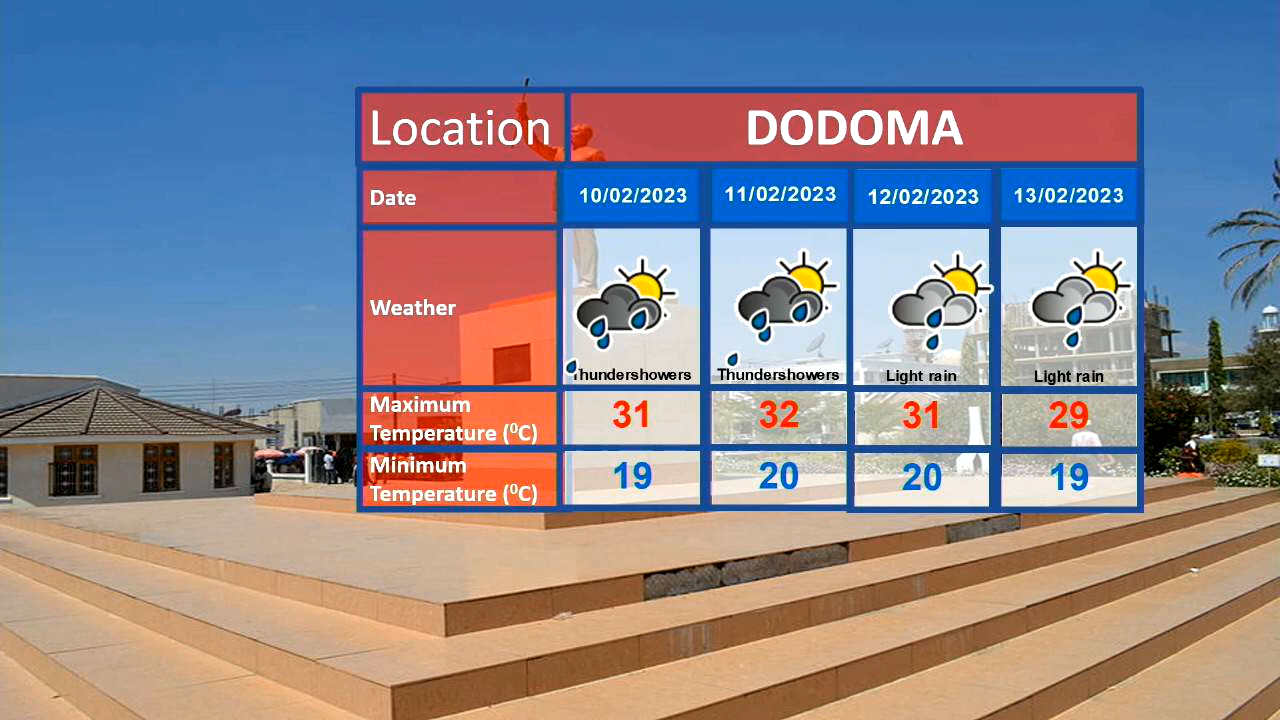 Location DODOMA
Date 10/02/2023 11/02/2023 12/02/2023 13/02/2023
Weather
Thundershowers Thundershowers Light rain Light rain
Maximum
Temperature (⁰C) 31 32 31 29
Minimum
Temperature (⁰C) 19 20 20 19